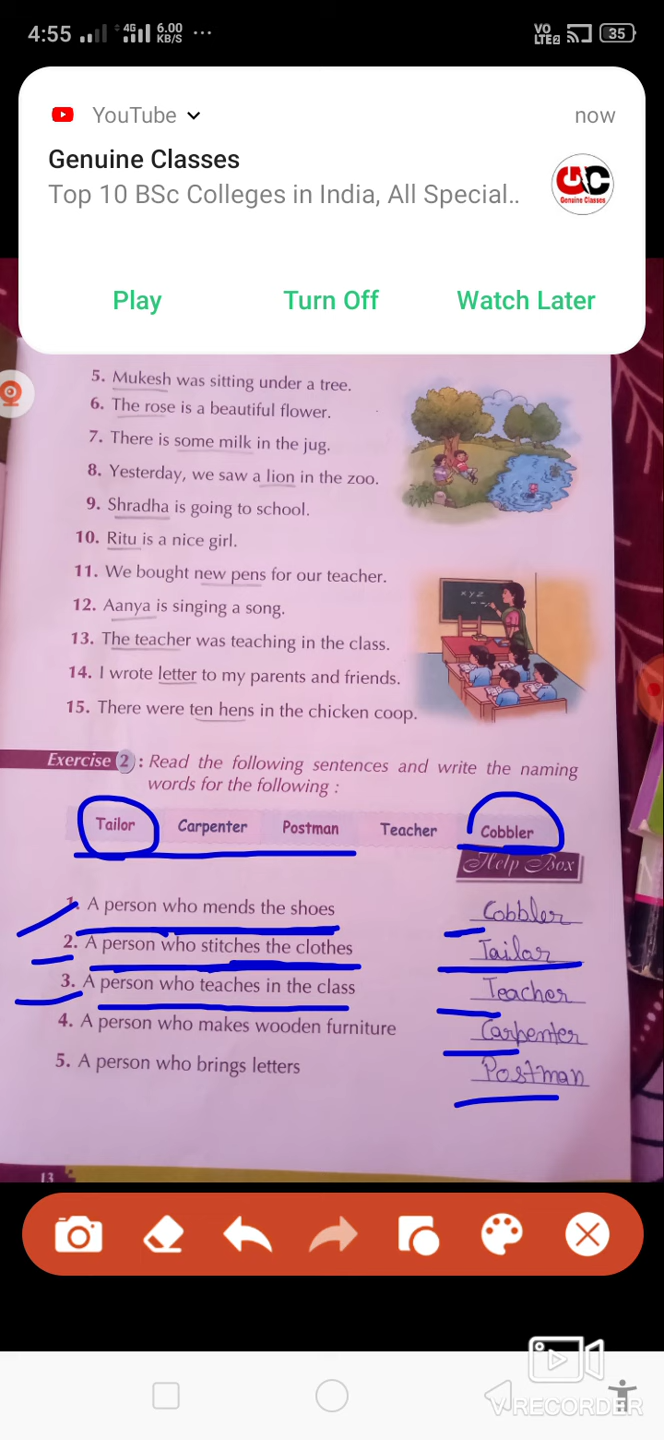 4:55 4G 6.00 KB/S ... VO LTE2 35
YouTube now
Genuine Classes
Top 10 BSc Colleges in India, All Special..
GC
Genuine Classes
Play Turn Off Watch Later
5. Mukesh was sitting under a tree.
6. The rose is a beautiful flower.
7. There is some milk in the jug.
8. Yesterday, we saw a lion in the zoo.
9. Shradha is going to school.
10. Ritu is a nice girl.
11. We bought new pens for our teacher.
12. Aanya is singing a song.
13. The teacher was teaching in the class.
14. I wrote letter to my parents and friends.
15. There were ten hens in the chicken coop.
x y z
Exercise 2 : Read the following sentences and write the naming
words for the following :
Tailor Carpenter Postman Teacher Cobbler
Help Box
1. A person who mends the shoes Cobbler
2. A person who stitches the clothes Tailar
3. A person who teaches in the class Teacher
4. A person who makes wooden furniture Carpenter
5. A person who brings letters Postman
13
V RECORDER